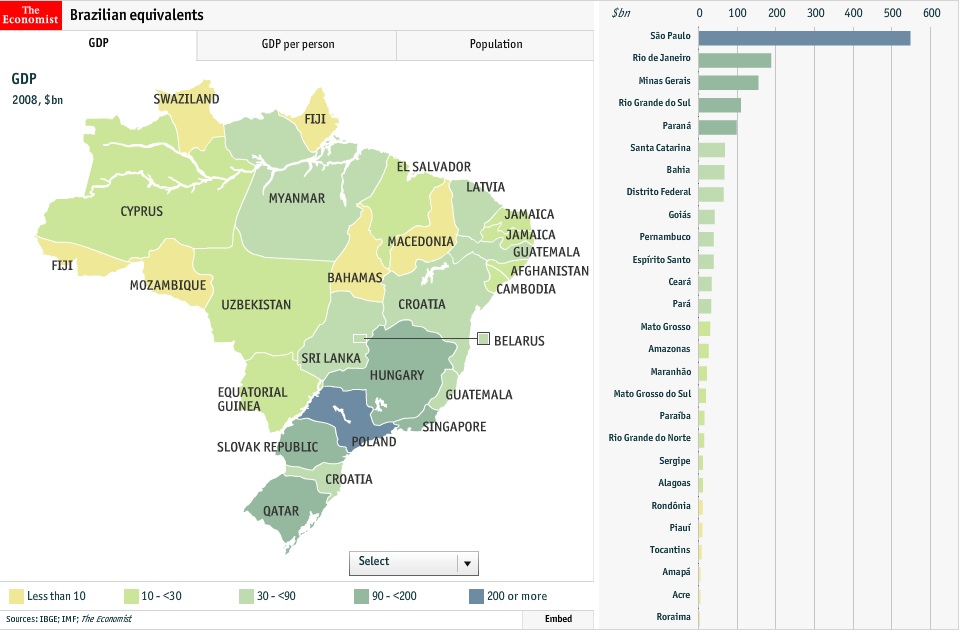 The
Economist
Brazilian equivalents
GDP
GDP per person
Population
GDP
2008, $bn
SWAZILAND
FIJI
EL SALVADOR
LATVIA
MYANMAR
CYPRUS
JAMAICA
JAMAICA
MACEDONIA
GUATEMALA
FIJI
AFGHANISTAN
BAHAMAS
MOZAMBIQUE
CAMBODIA
UZBEKISTAN
CROATIA
BELARUS
SRI LANKA
HUNGARY
EQUATORIAL
GUINEA
GUATEMALA
SINGAPORE
POLAND
SLOVAK REPUBLIC
CROATIA
QATAR
Select
Less than 10
10 - <30
30 - <90
90 - <200
200 or more
Sources: IBGE; IMF; The Economist
Embed
$bn
0 100 200 300 400 500 600
São Paulo
Rio de Janeiro
Minas Gerais
Rio Grande do Sul
Paraná
Santa Catarina
Bahia
Distrito Federal
Goiás
Pernambuco
Espírito Santo
Ceará
Pará
Mato Grosso
Amazonas
Maranhão
Mato Grosso do Sul
Paraíba
Rio Grande do Norte
Sergipe
Alagoas
Rondônia
Piauí
Tocantins
Amapá
Acre
Roraima